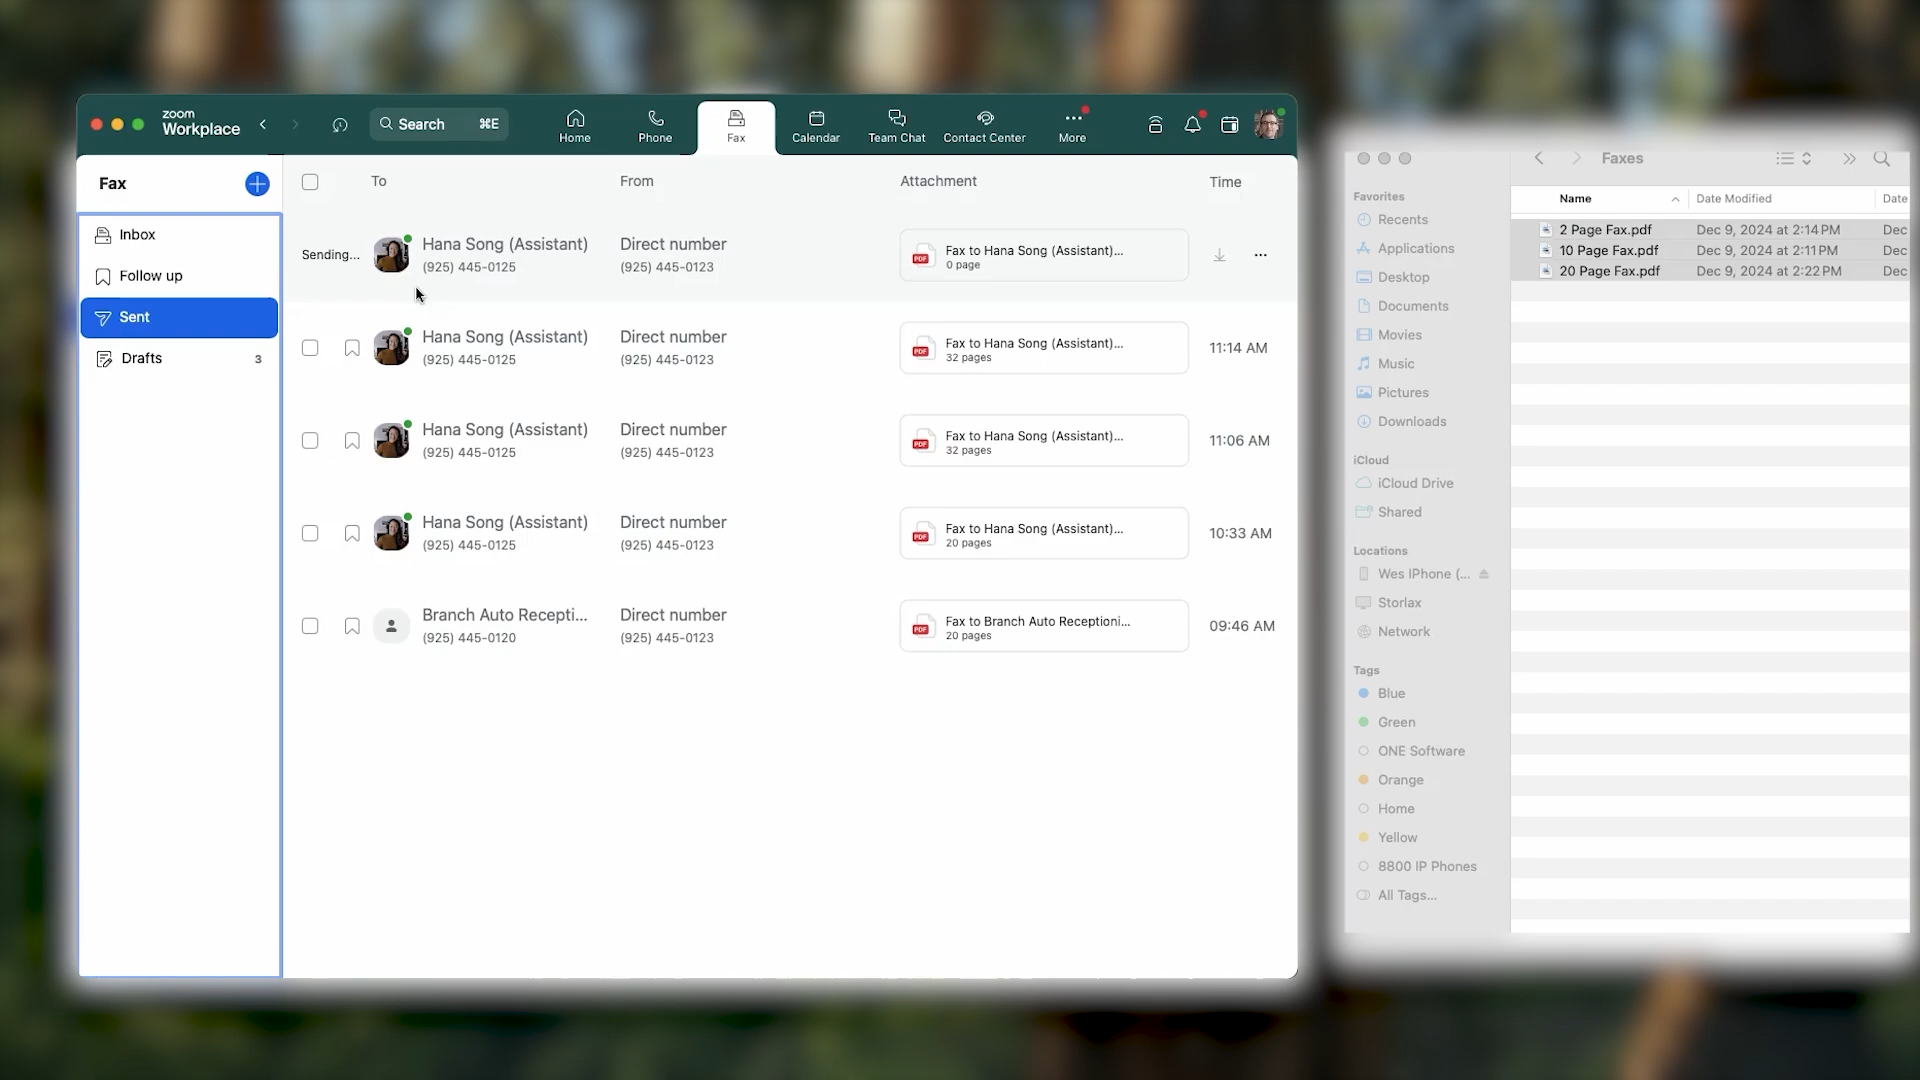 zoom
Workplace
Search
⌘E
Home
Phone
Fax
Calendar
Team Chat
Contact Center
More
Fax
Inbox
Follow up
Sent
Drafts
3
To
From
Attachment
Time
Sending...
Hana Song (Assistant)
(925) 445-0125
Direct number
(925) 445-0123
PDF
Fax to Hana Song (Assistant)...
0 page
Hana Song (Assistant)
(925) 445-0125
Direct number
(925) 445-0123
PDF
Fax to Hana Song (Assistant)...
32 pages
11:14 AM
Hana Song (Assistant)
(925) 445-0125
Direct number
(925) 445-0123
PDF
Fax to Hana Song (Assistant)...
32 pages
11:06 AM
Hana Song (Assistant)
(925) 445-0125
Direct number
(925) 445-0123
PDF
Fax to Hana Song (Assistant)...
20 pages
10:33 AM
Branch Auto Recepti...
(925) 445-0120
Direct number
(925) 445-0123
PDF
Fax to Branch Auto Receptioni...
20 pages
09:46 AM
Faxes
Favorites
Recents
Applications
Desktop
Documents
Movies
Music
Pictures
Downloads
iCloud
iCloud Drive
Shared
Locations
Wes IPhone (...
Storlax
Network
Tags
Blue
Green
ONE Software
Orange
Home
Yellow
8800 IP Phones
All Tags...
Name
Date Modified
Date
2 Page Fax.pdf
Dec 9, 2024 at 2:14 PM
Dec
10 Page Fax.pdf
Dec 9, 2024 at 2:11 PM
Dec
20 Page Fax.pdf
Dec 9, 2024 at 2:22 PM
Dec